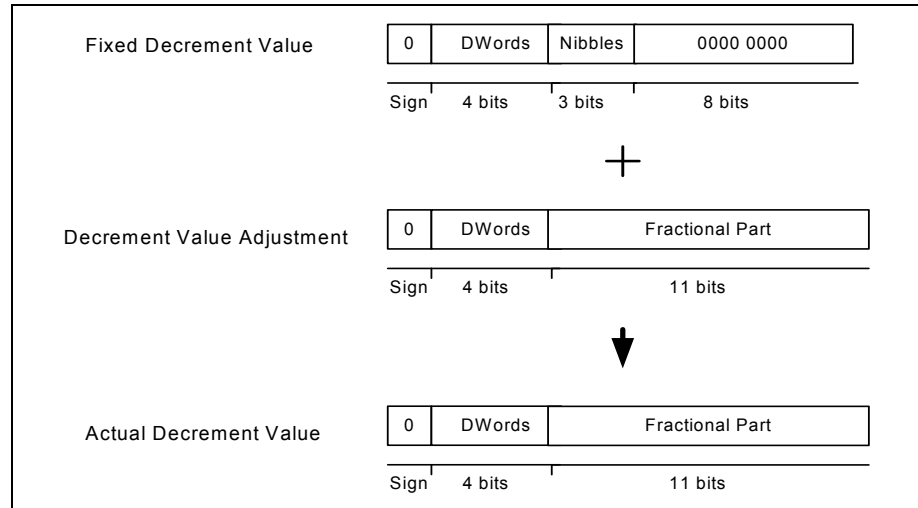 Fixed Decrement Value 0 DWords Nibbles 0000 0000
Sign 4 bits 3 bits 8 bits
+
Decrement Value Adjustment 0 DWords Fractional Part
Sign 4 bits 11 bits
Actual Decrement Value 0 DWords Fractional Part
Sign 4 bits 11 bits